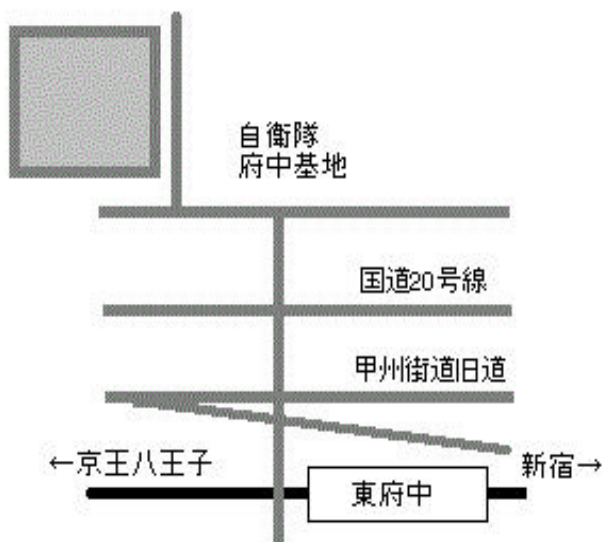 自衛隊
府中基地
国道20号線
甲州街道旧道
←京王八王子
新宿→
東府中